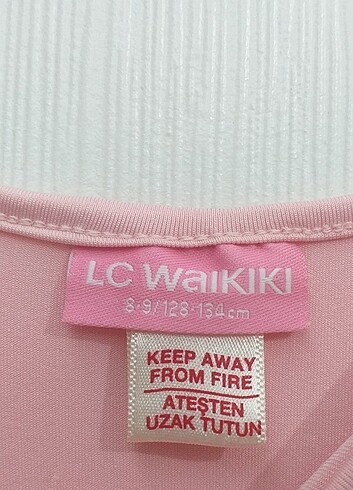 LC WAIKIKI
8-9/128-134cm
KEEP AWAY
FROM FIRE
ATEŞTEN
UZAK TUTUN